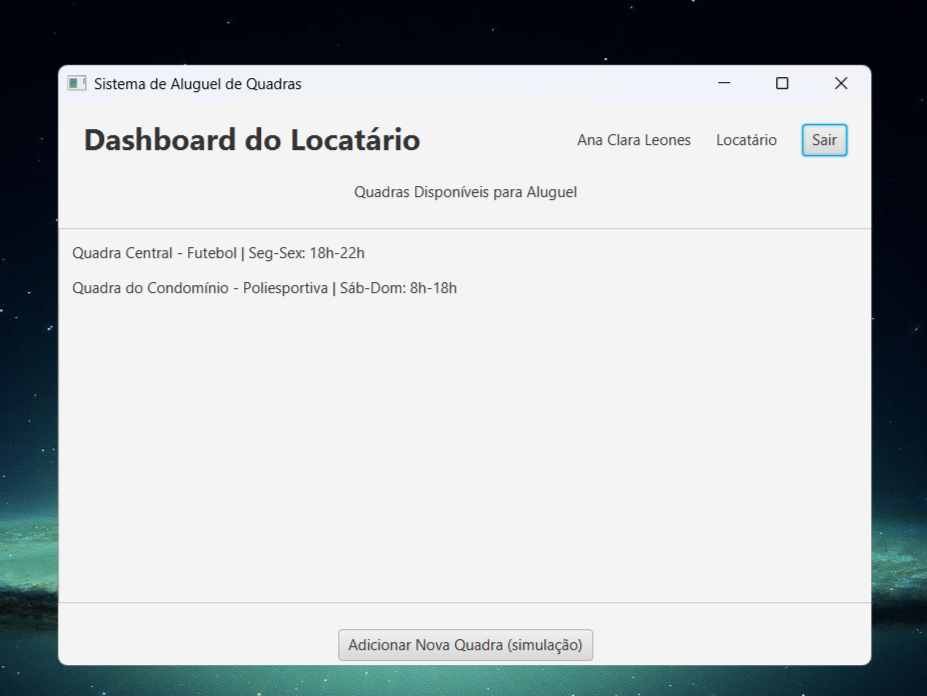 Sistema de Aluguel de Quadras
Dashboard do Locatário
Ana Clara Leones Locatário Sair
Quadras Disponíveis para Aluguel
Quadra Central - Futebol | Seg-Sex: 18h-22h
Quadra do Condomínio - Poliesportiva | Sáb-Dom: 8h-18h
Adicionar Nova Quadra (simulação)